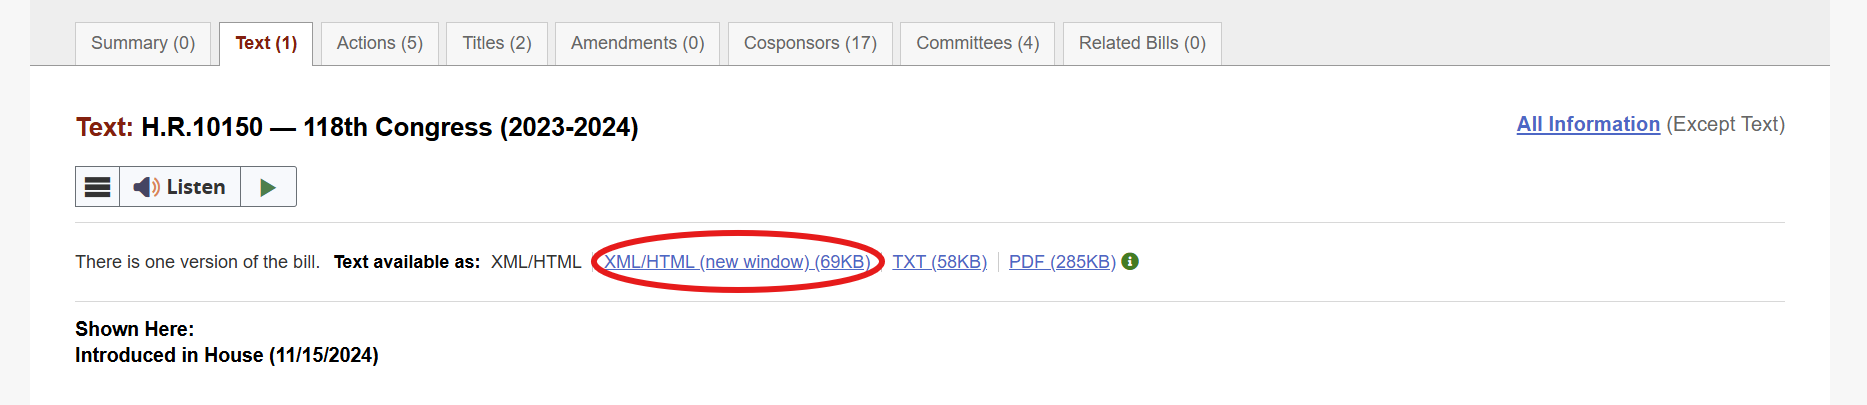 Summary (0) Text (1) Actions (5) Titles (2) Amendments (0) Cosponsors (17) Committees (4) Related Bills (0)
Text: H.R.10150 — 118th Congress (2023-2024)
All Information (Except Text)
Listen
There is one version of the bill. Text available as: XML/HTML XML/HTML (new window) (69KB) TXT (58KB) PDF (285KB)
Shown Here:
Introduced in House (11/15/2024)